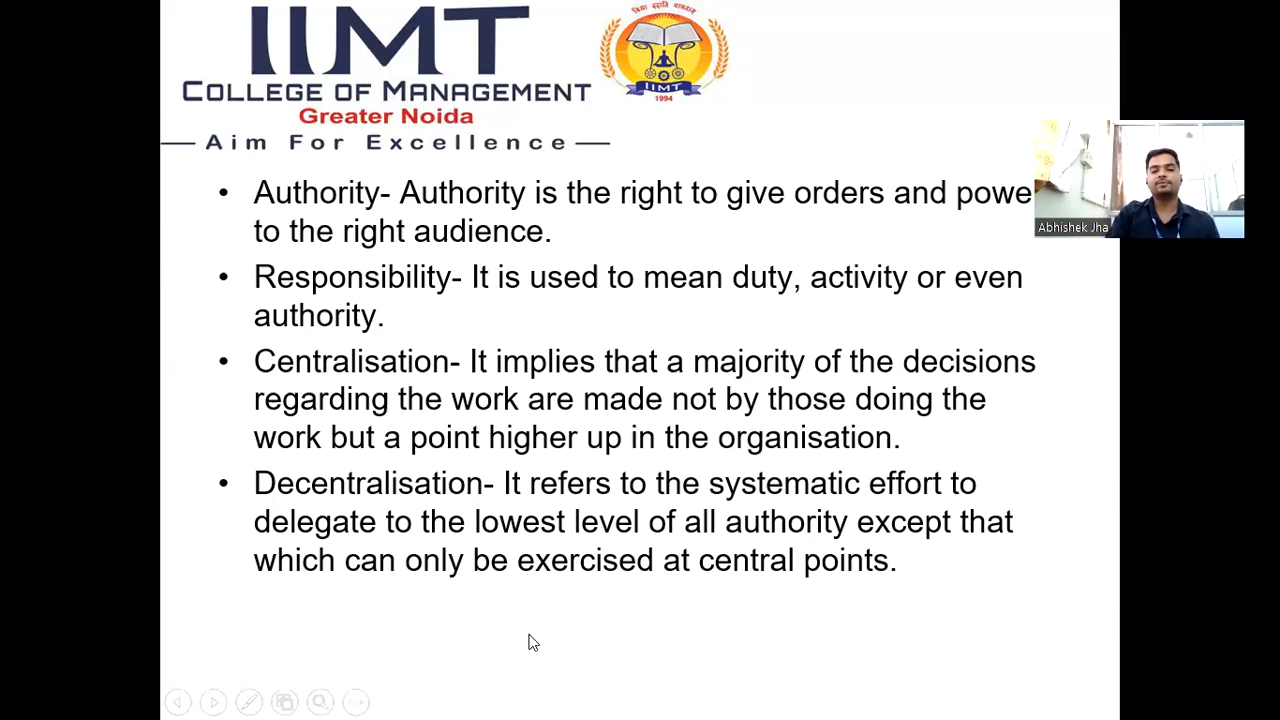 IIMT
COLLEGE OF MANAGEMENT
Greater Noida
Aim For Excellence
IIMT
1994
• Authority- Authority is the right to give orders and powe
to the right audience.
• Responsibility- It is used to mean duty, activity or even
authority.
• Centralisation- It implies that a majority of the decisions
regarding the work are made not by those doing the
work but a point higher up in the organisation.
• Decentralisation- It refers to the systematic effort to
delegate to the lowest level of all authority except that
which can only be exercised at central points.
Abhishek Jha